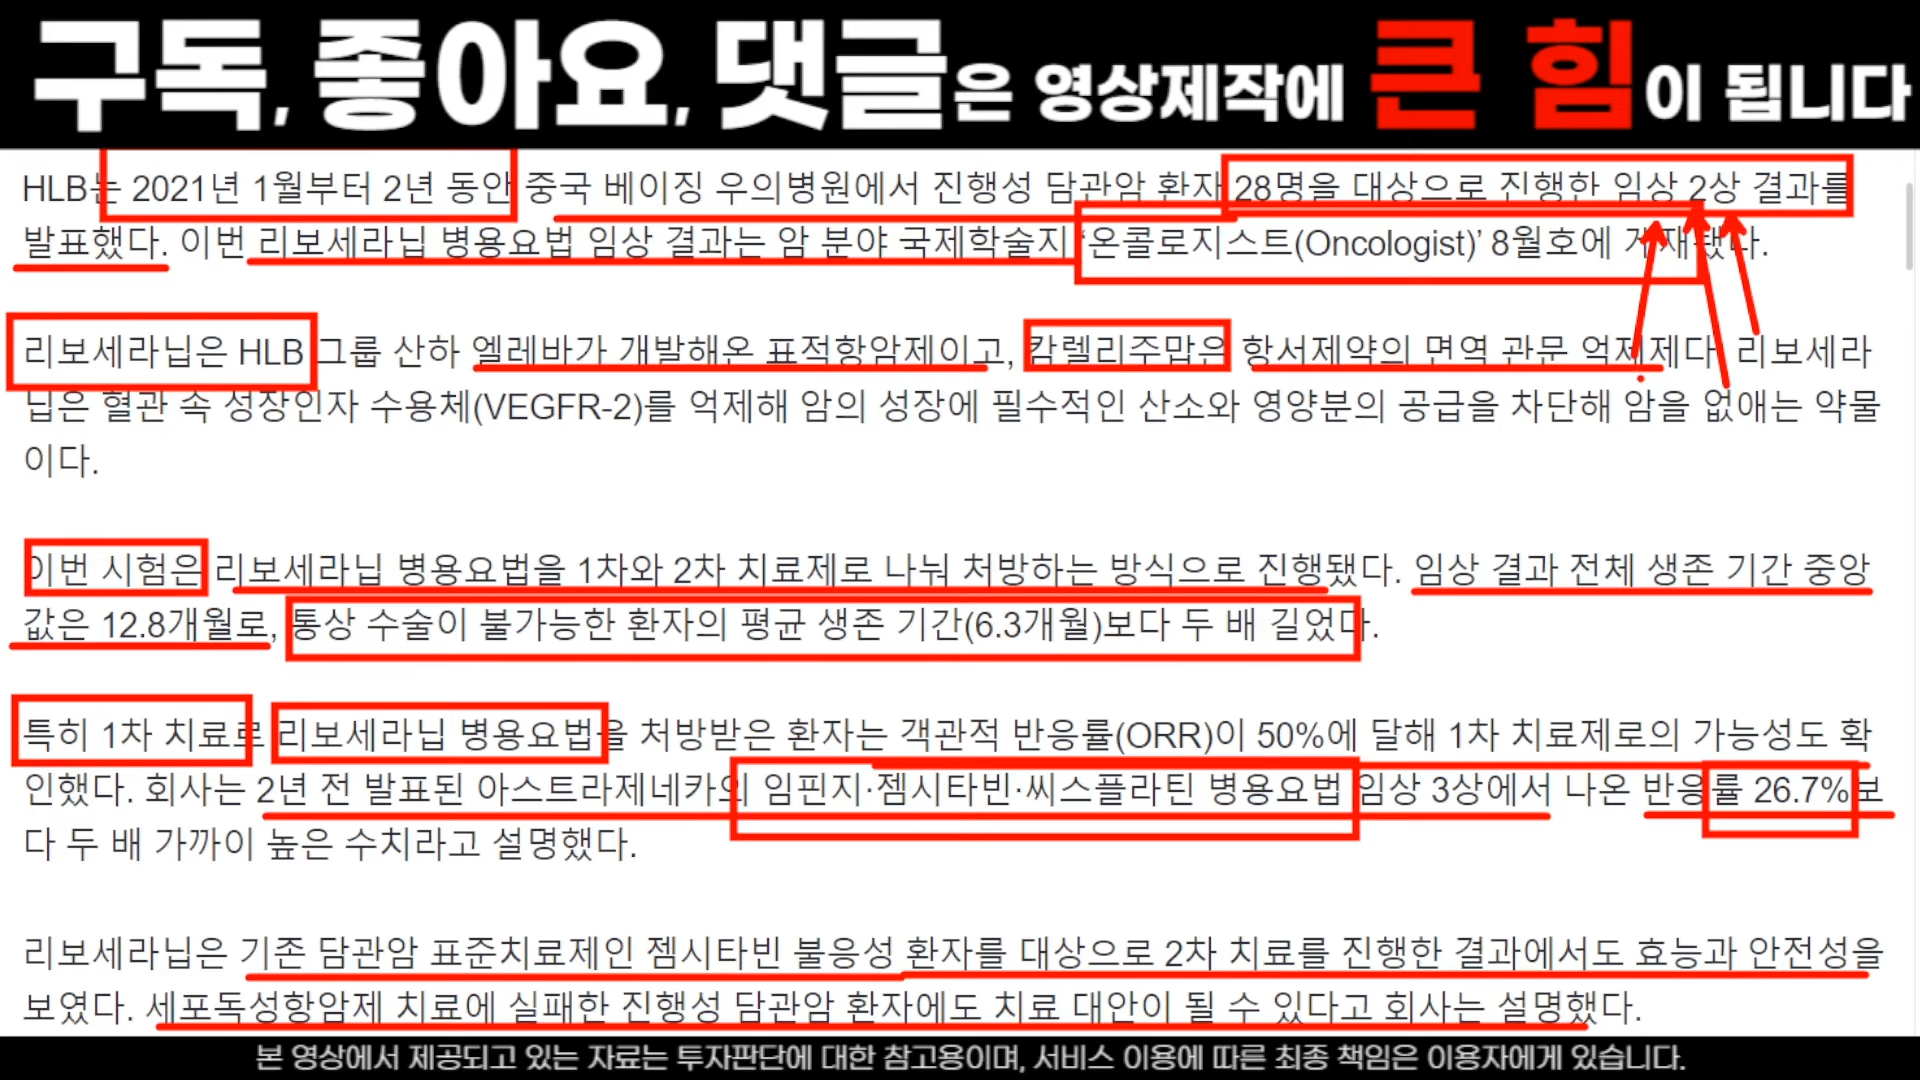 구독, 좋아요, 댓글은 영상제작에 큰 힘이 됩니다
HLB는 2021년 1월부터 2년 동안 중국 베이징 우의병원에서 진행성 담관암 환자 28명을 대상으로 진행한 임상 2상 결과를
발표했다. 이번 리보세라닙 병용요법 임상 결과는 암 분야 국제학술지 ‘온콜로지스트(Oncologist)’ 8월호에 게재됐다.
리보세라닙은 HLB그룹 산하 엘레바가 개발해온 표적항암제이고, 캄렐리주맙은 항서제약의 면역 관문 억제제다. 리보세라
닙은 혈관 속 성장인자 수용체(VEGFR-2)를 억제해 암의 성장에 필수적인 산소와 영양분의 공급을 차단해 암을 없애는 약물
이다.
이번 시험은 리보세라닙 병용요법을 1차와 2차 치료제로 나눠 처방하는 방식으로 진행됐다. 임상 결과 전체 생존 기간 중앙
값은 12.8개월로, 통상 수술이 불가능한 환자의 평균 생존 기간(6.3개월)보다 두 배 길었다.
특히 1차 치료로 리보세라닙 병용요법을 처방받은 환자는 객관적 반응률(ORR)이 50%에 달해 1차 치료제로의 가능성도 확
인했다. 회사는 2년 전 발표된 아스트라제네카의 임핀지·젬시타빈·씨스플라틴 병용요법 임상 3상에서 나온 반응률 26.7%보
다 두 배 가까이 높은 수치라고 설명했다.
리보세라닙은 기존 담관암 표준치료제인 젬시타빈 불응성 환자를 대상으로 2차 치료를 진행한 결과에서도 효능과 안전성을
보였다. 세포독성항암제 치료에 실패한 진행성 담관암 환자에도 치료 대안이 될 수 있다고 회사는 설명했다.
본 영상에서 제공되고 있는 자료는 투자판단에 대한 참고용이며, 서비스 이용에 따른 최종 책임은 이용자에게 있습니다.